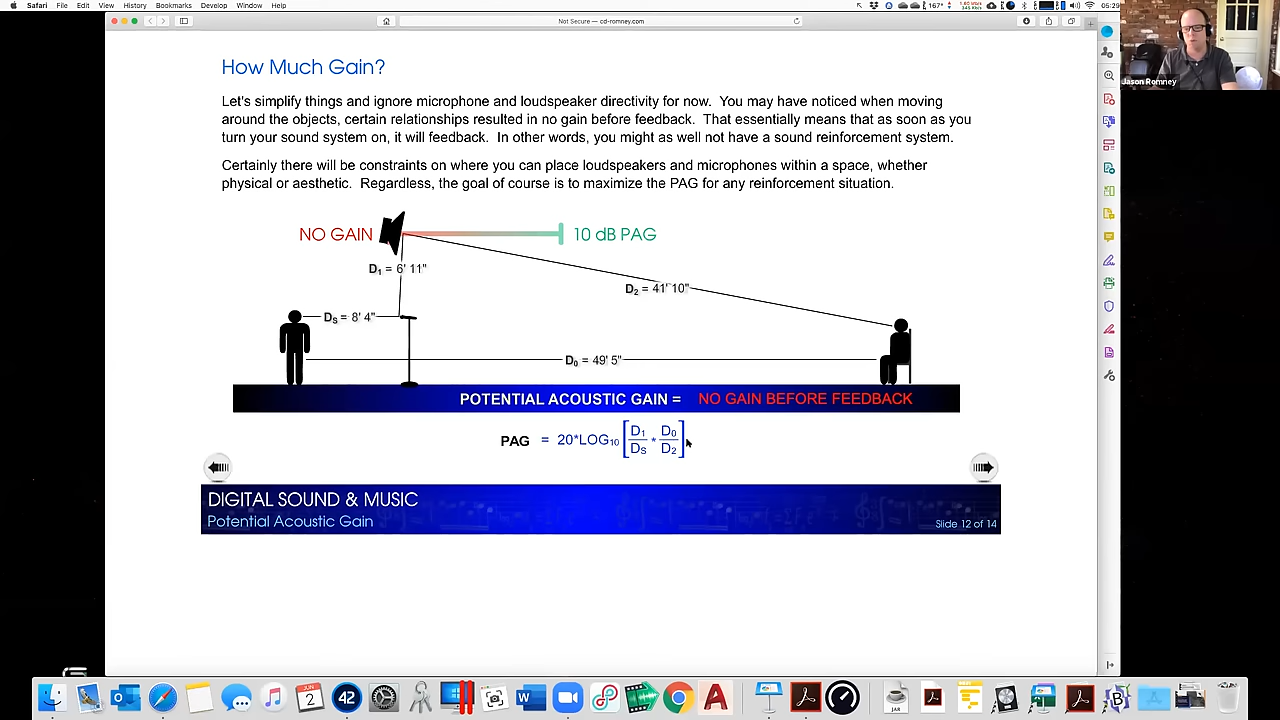 Safari File Edit View History Bookmarks Develop Window Help
167°
05:29
Not Secure — cd-romney.com
Jason Romney
How Much Gain?
Let's simplify things and ignore microphone and loudspeaker directivity for now. You may have noticed when moving
around the objects, certain relationships resulted in no gain before feedback. That essentially means that as soon as you
turn your sound system on, it will feedback. In other words, you might as well not have a sound reinforcement system.
Certainly there will be constraints on where you can place loudspeakers and microphones within a space, whether
physical or aesthetic. Regardless, the goal of course is to maximize the PAG for any reinforcement situation.
NO GAIN
10 dB PAG
D1 = 6' 11"
D2 = 41' 10"
DS = 8' 4"
D0 = 49' 5"
POTENTIAL ACOUSTIC GAIN = NO GAIN BEFORE FEEDBACK
PAG = 20*LOG10 [D1/DS * D0/D2]
DIGITAL SOUND & MUSIC
Potential Acoustic Gain
Slide 12 of 14
JUN
2
42
W
JAR